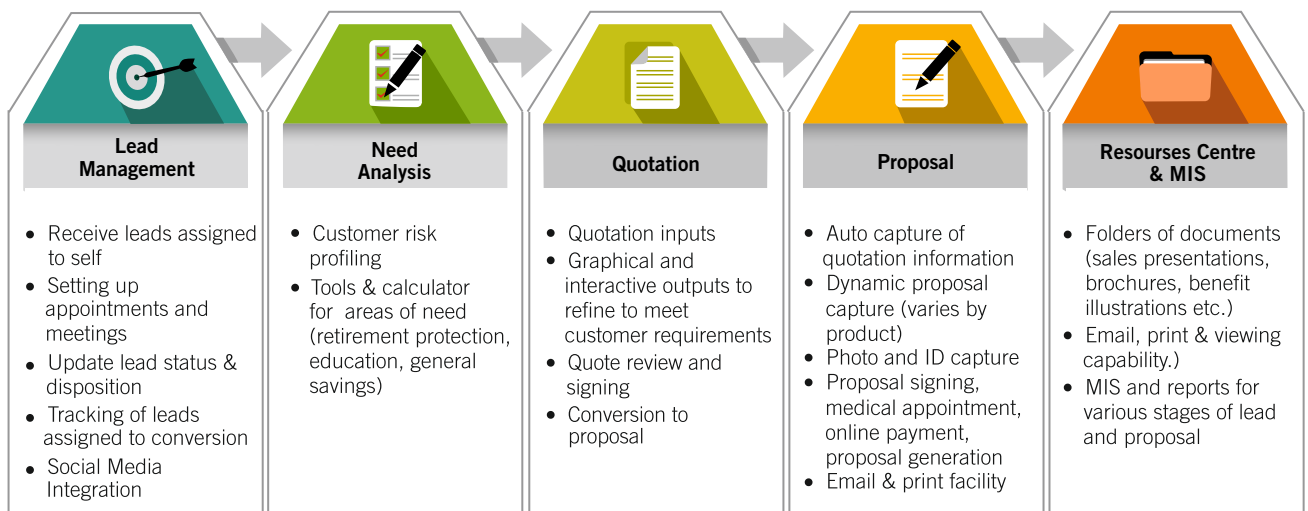 Lead
Management
• Receive leads assigned
to self
• Setting up
appointments and
meetings
• Update lead status &
disposition
• Tracking of leads
assigned to conversion
• Social Media
Integration
Need
Analysis
• Customer risk
profiling
• Tools & calculator
for areas of need
(retirement protection,
education, general
savings)
Quotation
• Quotation inputs
• Graphical and
interactive outputs to
refine to meet
customer requirements
• Quote review and
signing
• Conversion to
proposal
Proposal
• Auto capture of
quotation information
• Dynamic proposal
capture (varies by
product)
• Photo and ID capture
• Proposal signing,
medical appointment,
online payment,
proposal generation
• Email & print facility
Resourses Centre
& MIS
• Folders of documents
(sales presentations,
brochures, benefit
illustrations etc.)
• Email, print & viewing
capability.)
• MIS and reports for
various stages of lead
and proposal